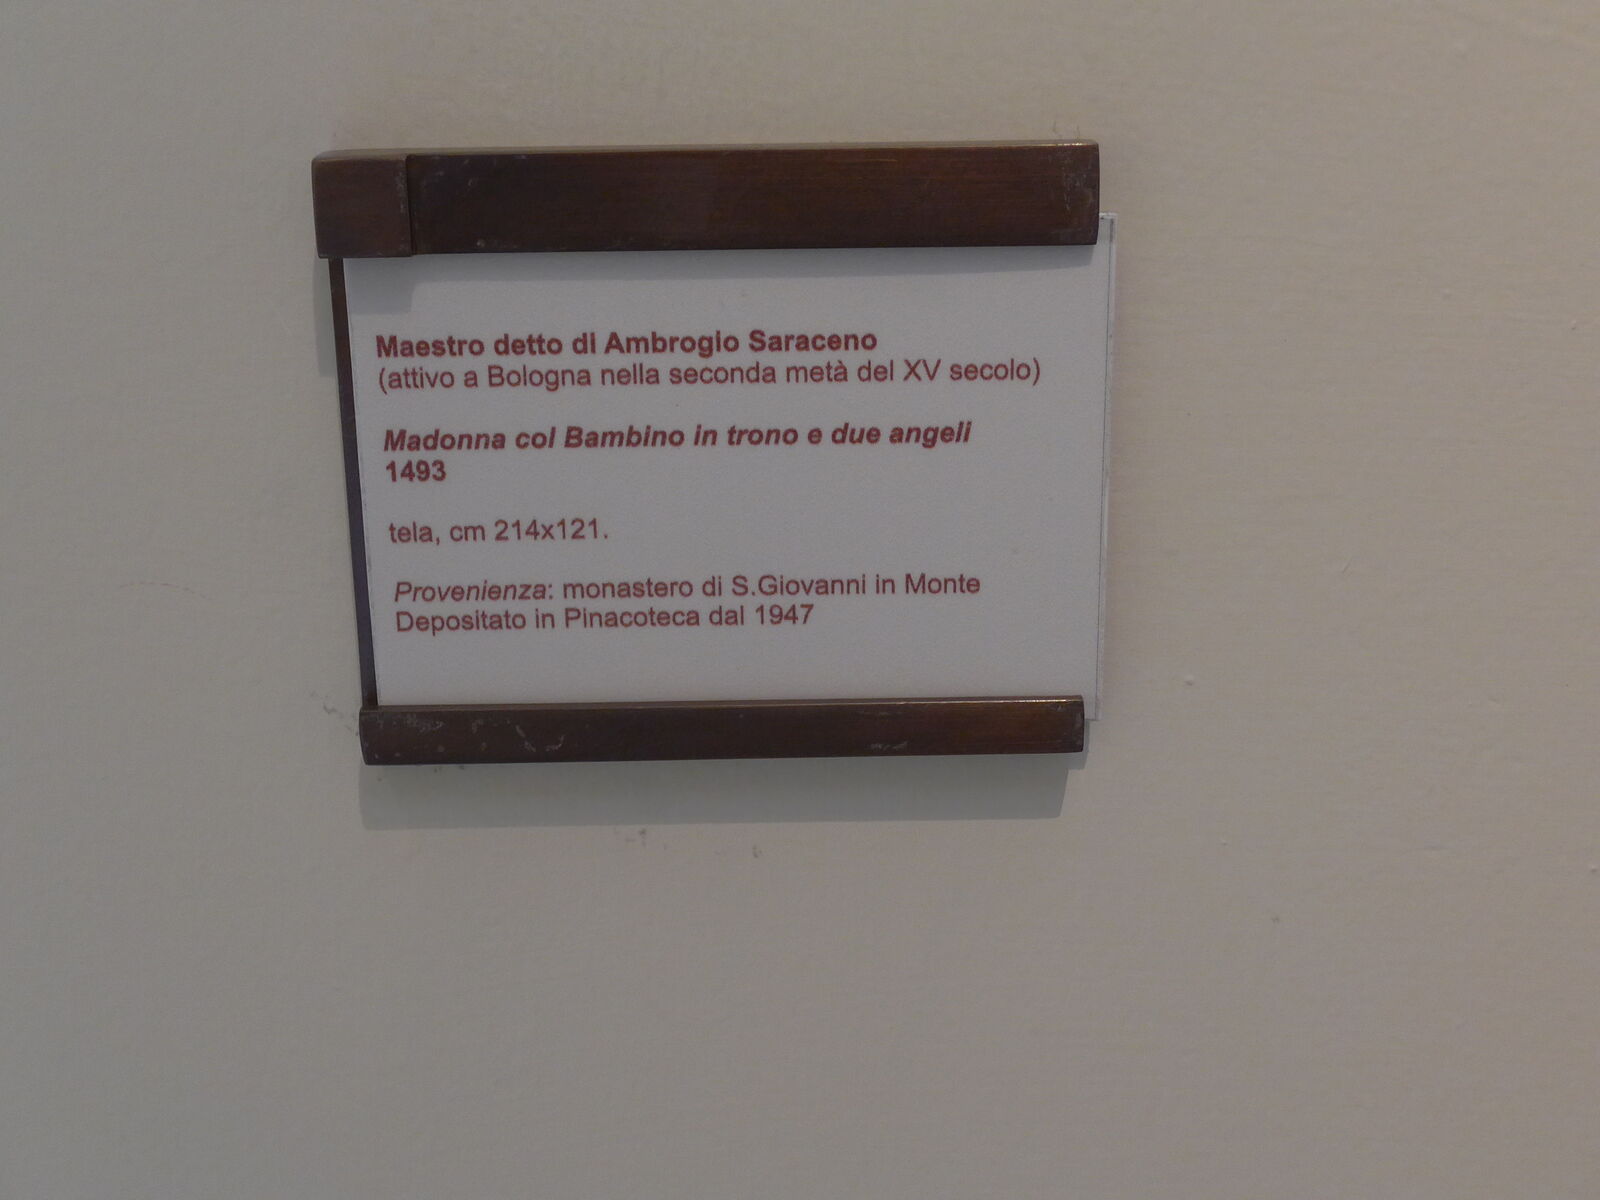 Maestro detto di Ambrogio Saraceno
(attivo a Bologna nella seconda metà del XV secolo)
Madonna col Bambino in trono e due angeli
1493
tela, cm 214x121.
Provenienza: monastero di S.Giovanni in Monte
Depositato in Pinacoteca dal 1947